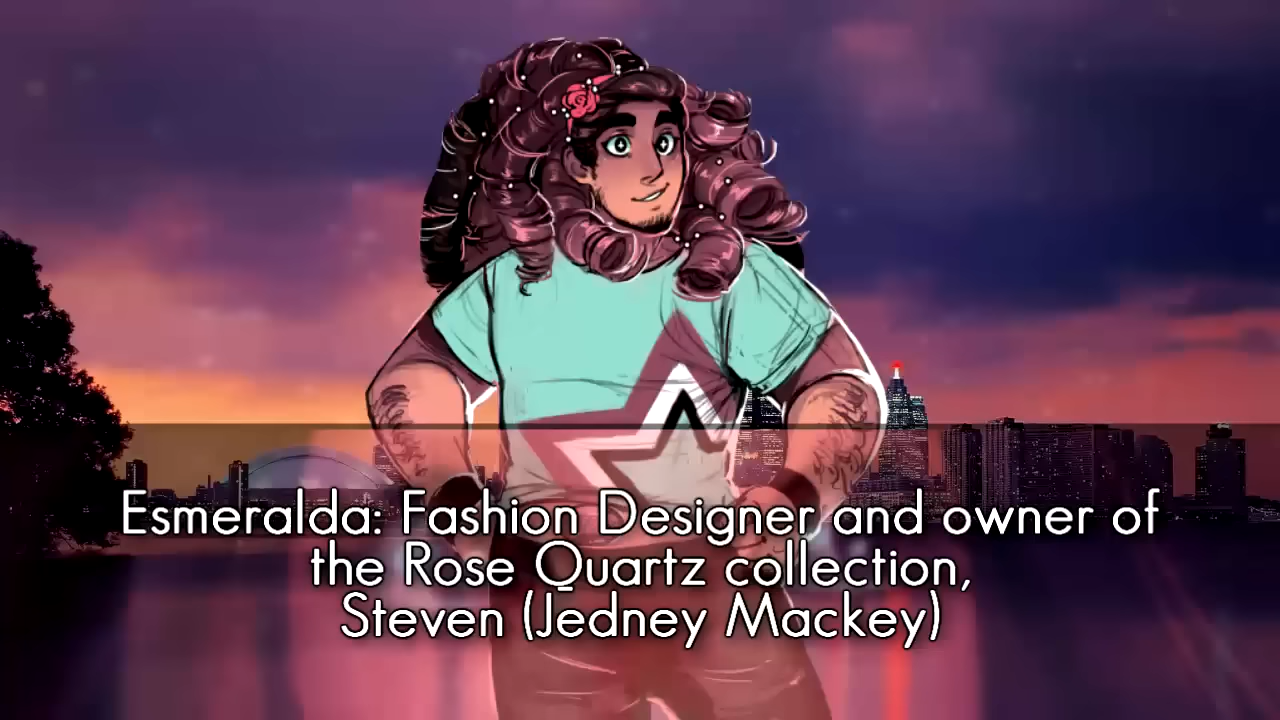 Esmeralda: Fashion Designer and owner of
the Rose Quartz collection,
Steven (Jedney Mackey)